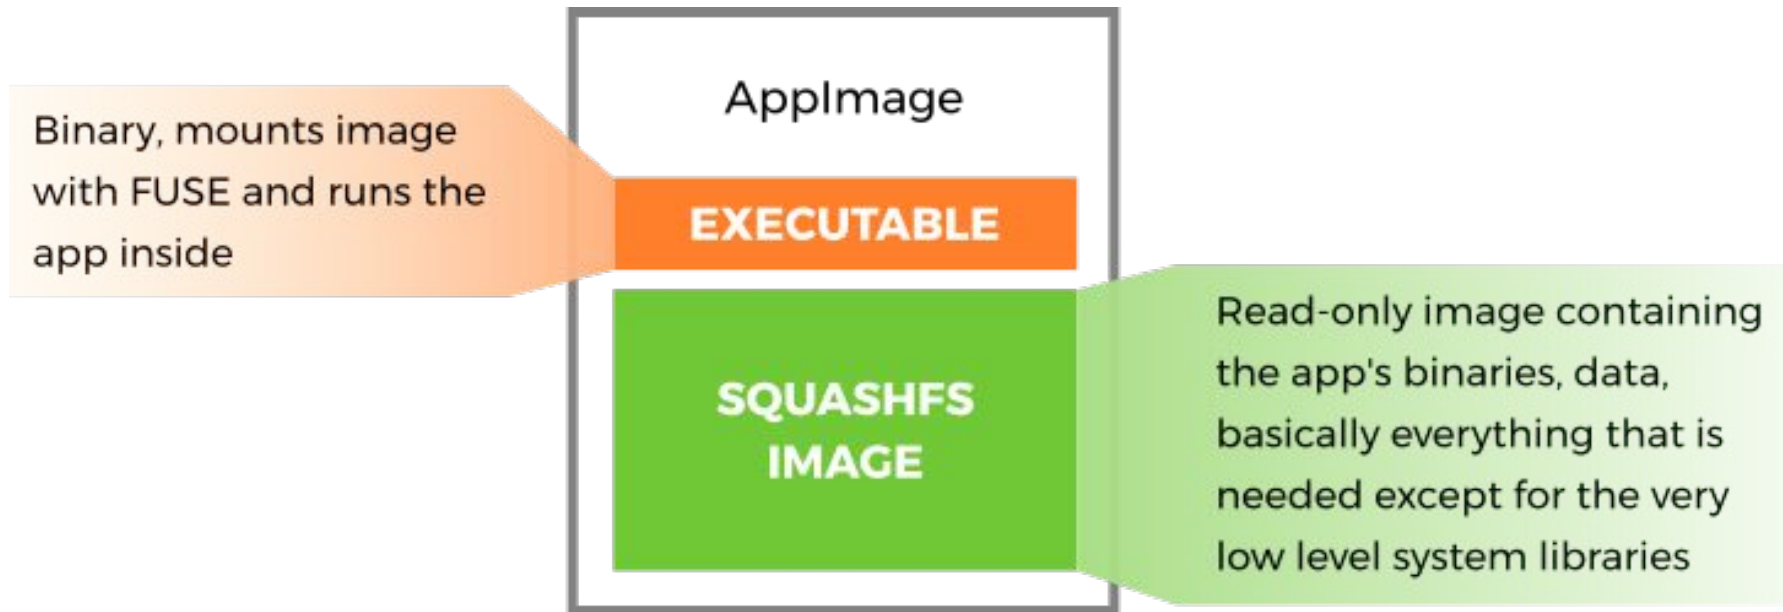 AppImage
Binary, mounts image
with FUSE and runs the
app inside
EXECUTABLE
SQUASHFS
IMAGE
Read-only image containing
the app's binaries, data,
basically everything that is
needed except for the very
low level system libraries